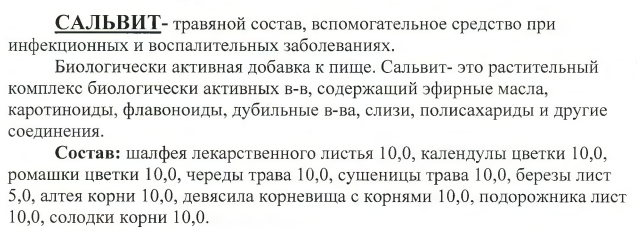 САЛЬВИТ- травяной состав, вспомогательное средство при
инфекционных и воспалительных заболеваниях.
Биологически активная добавка к пище. Сальвит- это растительный
комплекс биологически активных в-в, содержащий эфирные масла,
каротиноиды, флавоноиды, дубильные в-ва, слизи, полисахариды и другие
соединения.
Состав: шалфея лекарственного листья 10,0, календулы цветки 10,0,
ромашки цветки 10,0, череды трава 10,0, сушеницы трава 10,0, березы лист
5,0, алтея корни 10,0, девясила корневища с корнями 10,0, подорожника лист
10,0, солодки корни 10,0.